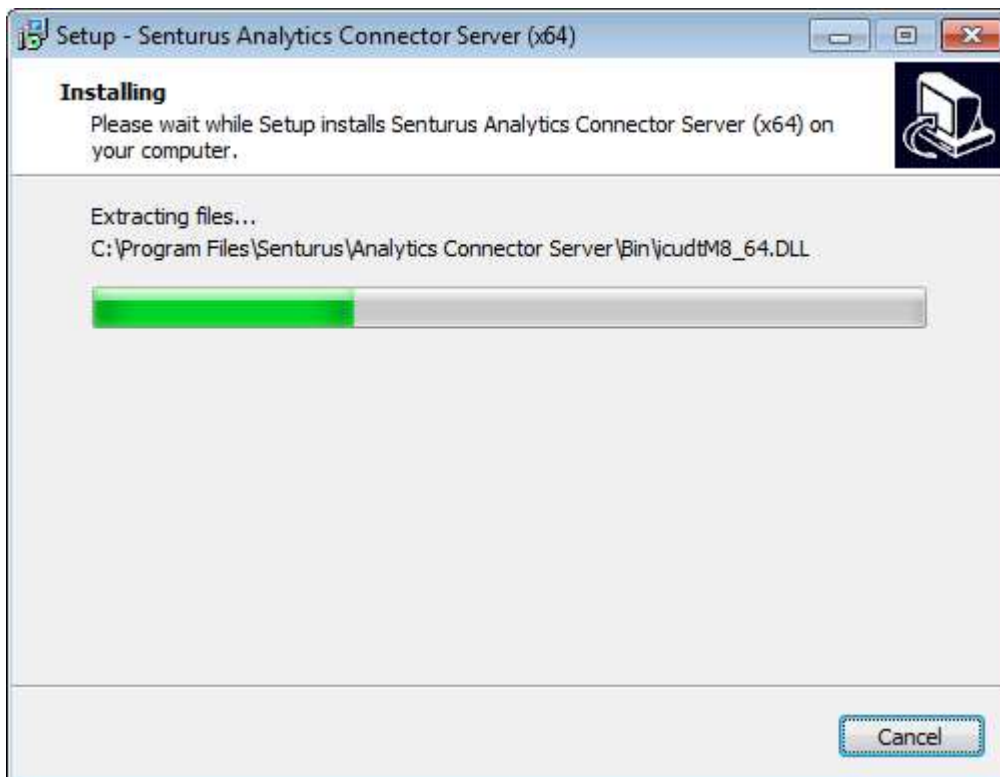 Setup - Senturus Analytics Connector Server (x64)
Installing
Please wait while Setup installs Senturus Analytics Connector Server (x64) on
your computer.
Extracting files...
C:\Program Files\Senturus\Analytics Connector Server\Bin\icudtM8_64.DLL
Cancel